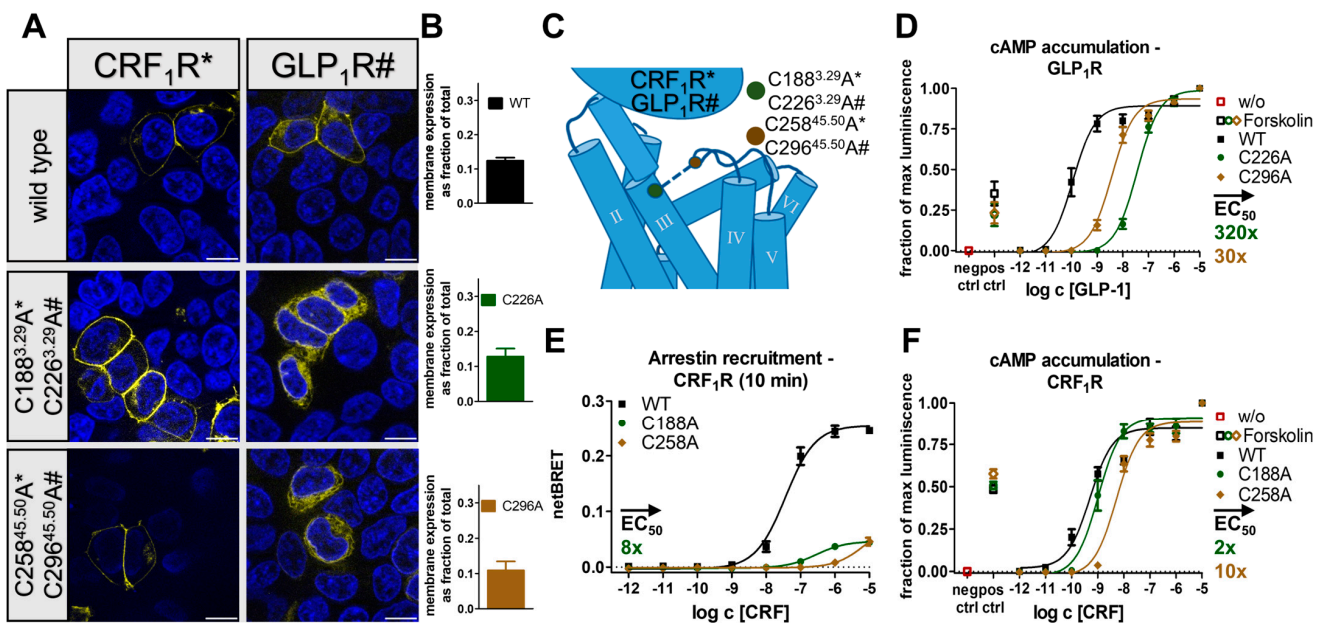 A
CRF1R*
GLP1R#
wild type
C188^3.29A*
C226^3.29A#
C258^45.50A*
C296^45.50A#
B
membrane expression
as fraction of total
0.3
0.2
0.1
0.0
WT
membrane expression
as fraction of total
0.3
0.2
0.1
0.0
C226A
membrane expression
as fraction of total
0.3
0.2
0.1
0.0
C296A
C
CRF1R*
GLP1R#
C188^3.29A*
C226^3.29A#
C258^45.50A*
C296^45.50A#
II
III
IV
V
VI
D
cAMP accumulation -
GLP1R
fraction of max luminiscence
1.00
0.75
0.50
0.25
0.00
neg pos -12 -11 -10 -9 -8 -7 -6 -5
ctrl ctrl
log c [GLP-1]
w/o
Forskolin
WT
C226A
C296A
EC50
320x
30x
E
Arrestin recruitment -
CRF1R (10 min)
WT
C188A
C258A
netBRET
0.3
0.2
0.1
0.0
EC50
8x
-12 -11 -10 -9 -8 -7 -6 -5
log c [CRF]
F
cAMP accumulation -
CRF1R
fraction of max luminiscence
1.00
0.75
0.50
0.25
0.00
neg pos -12 -11 -10 -9 -8 -7 -6 -5
ctrl ctrl
log c [CRF]
w/o
Forskolin
WT
C188A
C258A
EC50
2x
10x